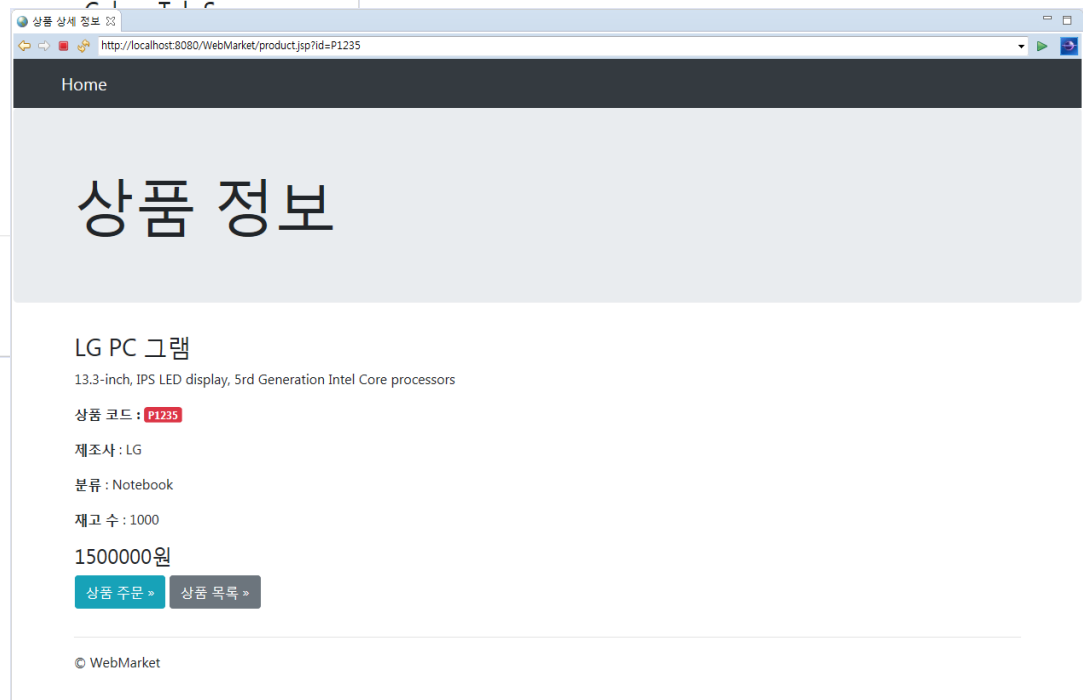 상품 상세 정보
http://localhost:8080/WebMarket/product.jsp?id=P1235
Home
상품 정보
LG PC 그램
13.3-inch, IPS LED display, 5rd Generation Intel Core processors
상품 코드 : P1235
제조사 : LG
분류 : Notebook
재고 수 : 1000
1500000원
상품 주문 » 상품 목록 »
© WebMarket